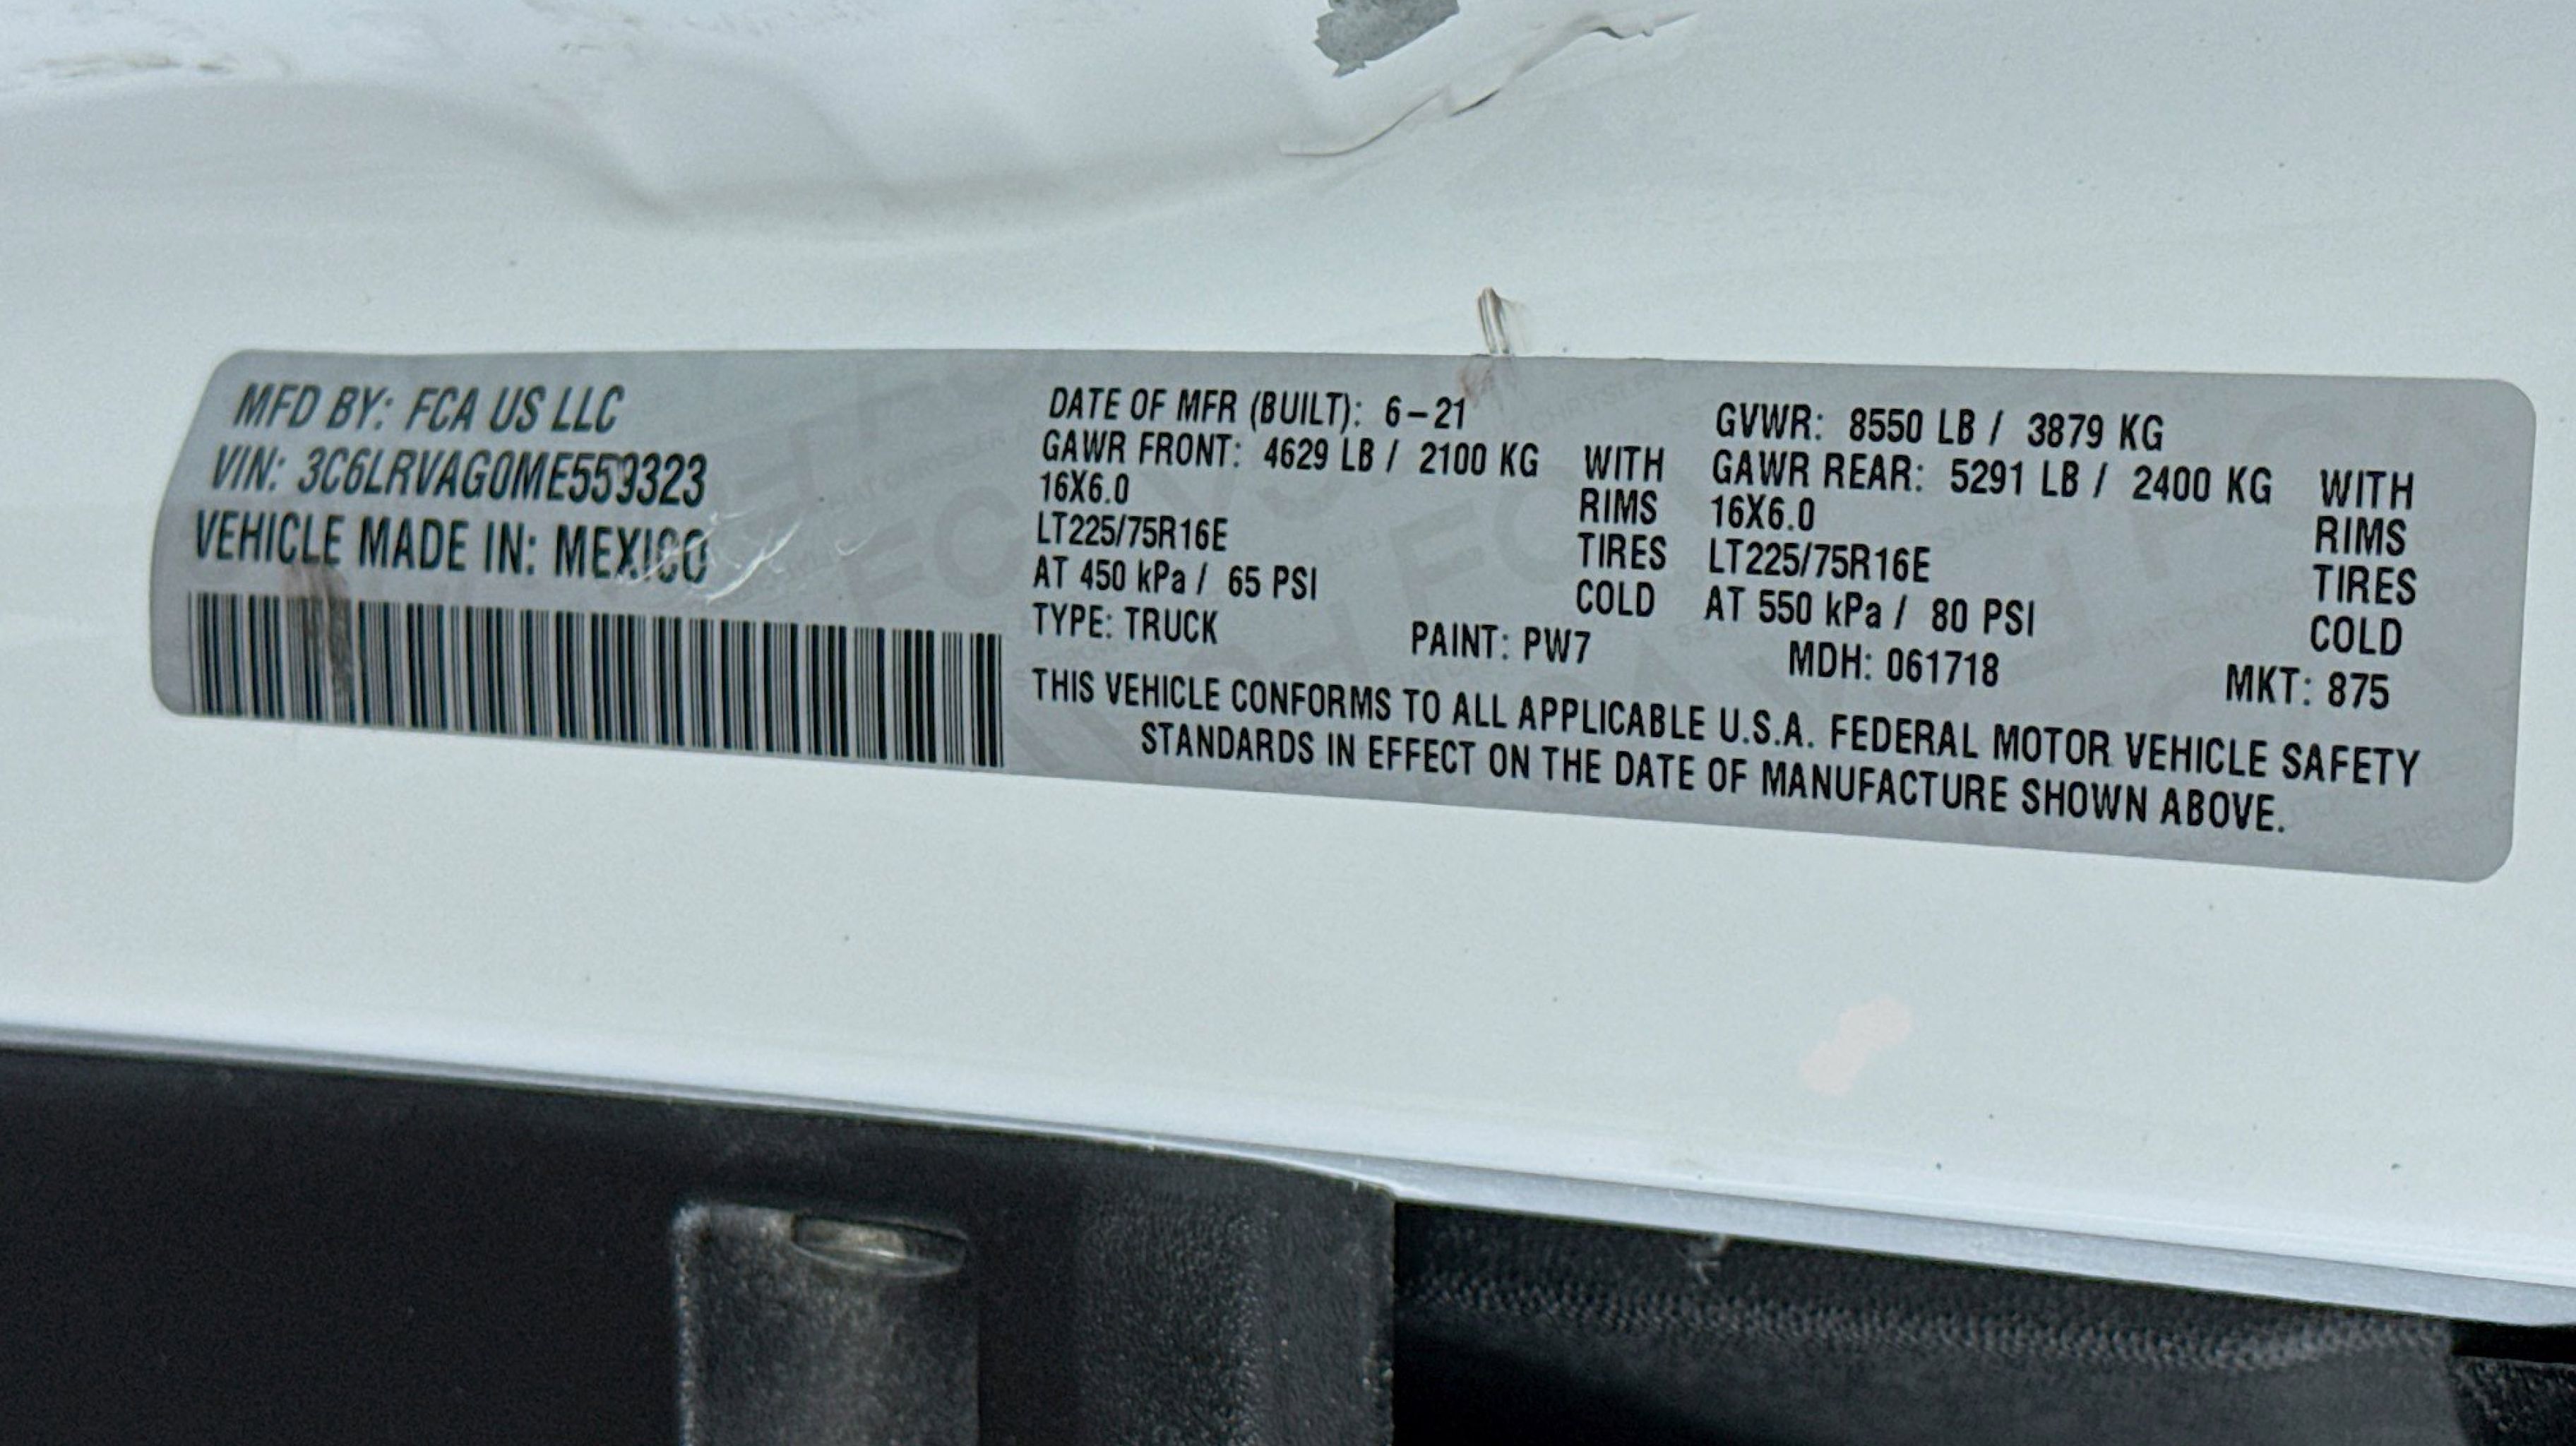 MFD BY: FCA US LLC
VIN: 3C6LRVAG0ME559323
VEHICLE MADE IN: MEXICO
DATE OF MFR (BUILT): 6-21
GAWR FRONT: 4629 LB / 2100 KG WITH
16X6.0 RIMS
LT225/75R16E TIRES
AT 450 kPa / 65 PSI COLD
GVWR: 8550 LB / 3879 KG
GAWR REAR: 5291 LB / 2400 KG WITH
16X6.0 RIMS
LT225/75R16E TIRES
AT 550 kPa / 80 PSI COLD
TYPE: TRUCK PAINT: PW7 MDH: 061718 MKT: 875
THIS VEHICLE CONFORMS TO ALL APPLICABLE U.S.A. FEDERAL MOTOR VEHICLE SAFETY
STANDARDS IN EFFECT ON THE DATE OF MANUFACTURE SHOWN ABOVE.